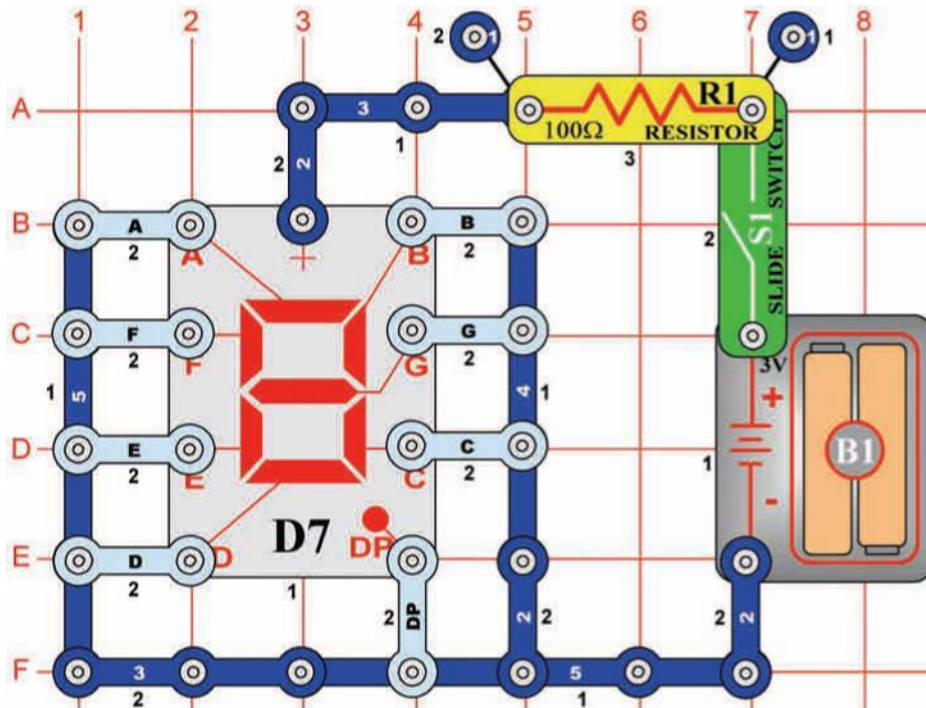 1 2 3 4 5 6 7 8
2 1 1 1
A 3 R1
100Ω RESISTOR
2 2 1 3
SLIDE S1 SWITCH
2
B A B
2 A + B 2
C F G
2 F G 2
3V
1 5 4 1
+
D E C B1
2 E C 2 1
-
E D D D7 DP
2 1
2 DP 2 2 2 2
F 3 5
2 1